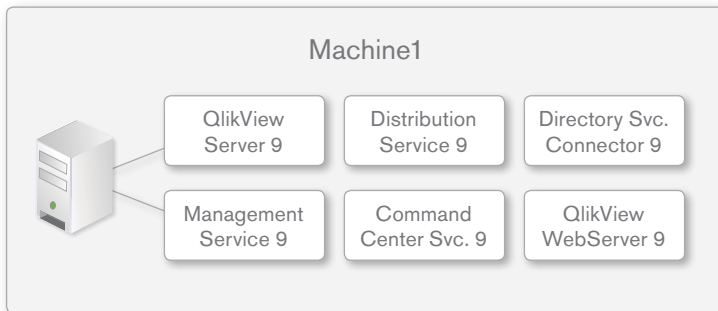 Machine1
QlikView
Server 9
Distribution
Service 9
Directory Svc.
Connector 9
Management
Service 9
Command
Center Svc. 9
QlikView
WebServer 9